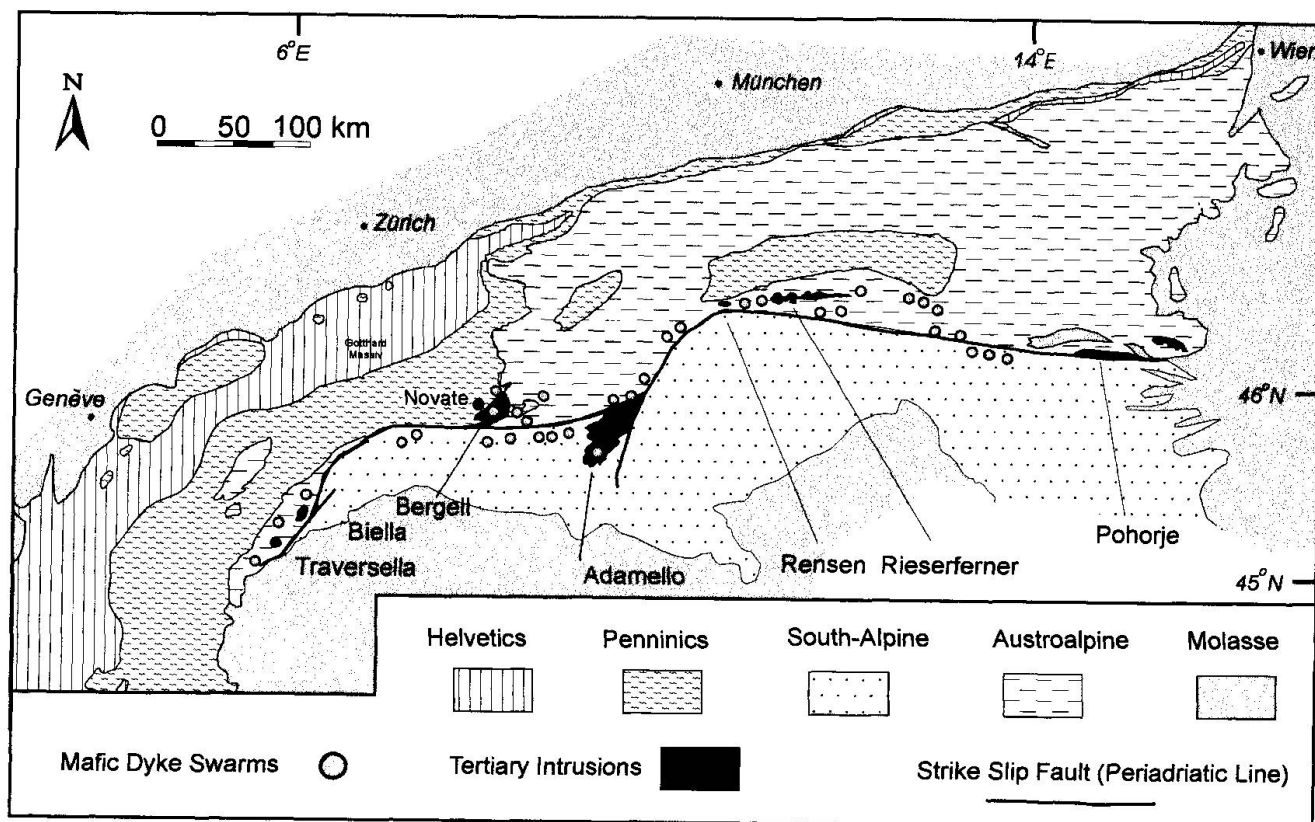 6°E
14°E
Wien
N
München
0 50 100 km
Zürich
Gotthard
Massiv
Genève
Novate
46°N
Bergell
Biella
Traversella
Adamello
Rensen Rieserferner
Pohorje
45°N
Helvetics Penninics South-Alpine Austroalpine Molasse
Mafic Dyke Swarms Tertiary Intrusions Strike Slip Fault (Periadriatic Line)